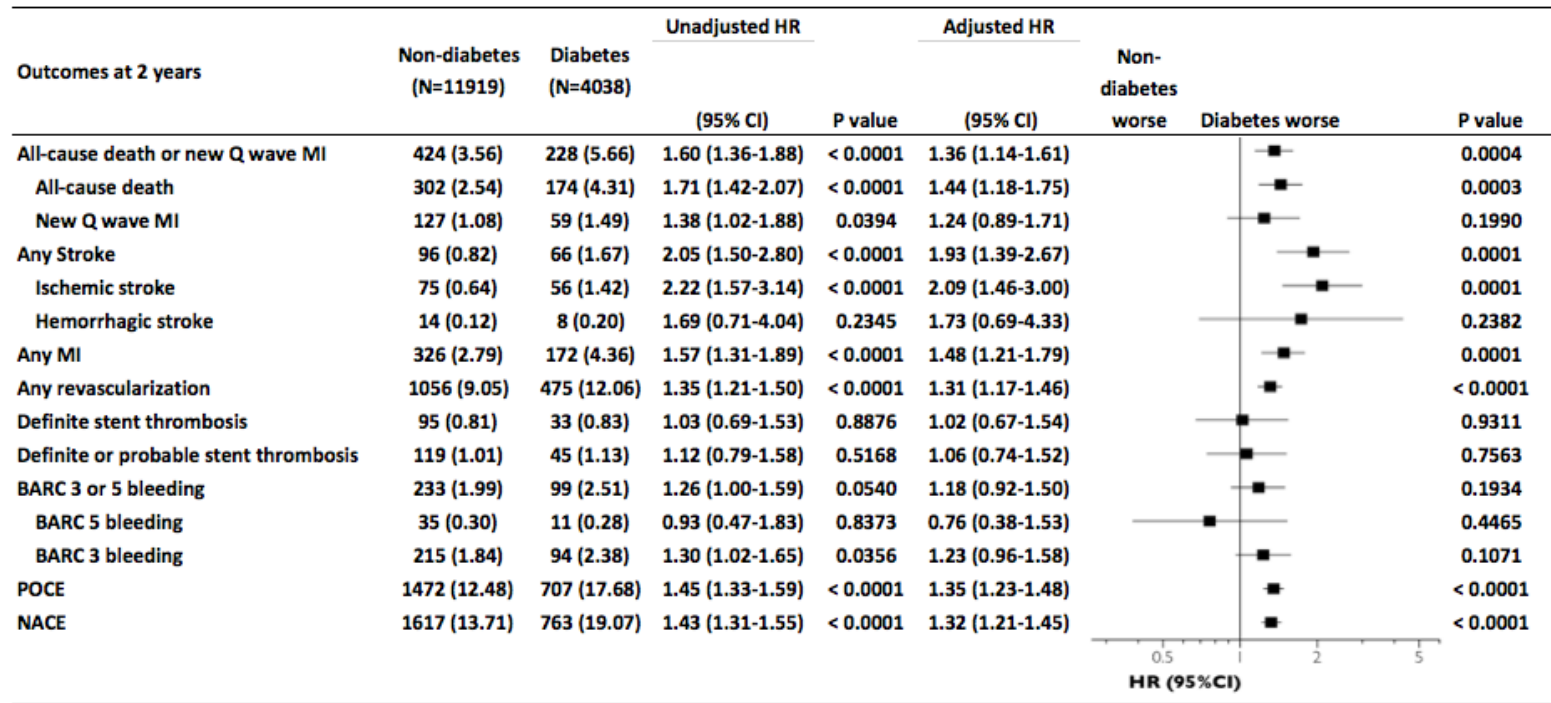 Unadjusted HR Adjusted HR
Outcomes at 2 years Non-diabetes Diabetes Non-
(N=11919) (N=4038) diabetes
(95% CI) P value (95% CI) worse Diabetes worse P value
All-cause death or new Q wave MI 424 (3.56) 228 (5.66) 1.60 (1.36-1.88) < 0.0001 1.36 (1.14-1.61) 0.0004
All-cause death 302 (2.54) 174 (4.31) 1.71 (1.42-2.07) < 0.0001 1.44 (1.18-1.75) 0.0003
New Q wave MI 127 (1.08) 59 (1.49) 1.38 (1.02-1.88) 0.0394 1.24 (0.89-1.71) 0.1990
Any Stroke 96 (0.82) 66 (1.67) 2.05 (1.50-2.80) < 0.0001 1.93 (1.39-2.67) 0.0001
Ischemic stroke 75 (0.64) 56 (1.42) 2.22 (1.57-3.14) < 0.0001 2.09 (1.46-3.00) 0.0001
Hemorrhagic stroke 14 (0.12) 8 (0.20) 1.69 (0.71-4.04) 0.2345 1.73 (0.69-4.33) 0.2382
Any MI 326 (2.79) 172 (4.36) 1.57 (1.31-1.89) < 0.0001 1.48 (1.21-1.79) 0.0001
Any revascularization 1056 (9.05) 475 (12.06) 1.35 (1.21-1.50) < 0.0001 1.31 (1.17-1.46) < 0.0001
Definite stent thrombosis 95 (0.81) 33 (0.83) 1.03 (0.69-1.53) 0.8876 1.02 (0.67-1.54) 0.9311
Definite or probable stent thrombosis 119 (1.01) 45 (1.13) 1.12 (0.79-1.58) 0.5168 1.06 (0.74-1.52) 0.7563
BARC 3 or 5 bleeding 233 (1.99) 99 (2.51) 1.26 (1.00-1.59) 0.0540 1.18 (0.92-1.50) 0.1934
BARC 5 bleeding 35 (0.30) 11 (0.28) 0.93 (0.47-1.83) 0.8373 0.76 (0.38-1.53) 0.4465
BARC 3 bleeding 215 (1.84) 94 (2.38) 1.30 (1.02-1.65) 0.0356 1.23 (0.96-1.58) 0.1071
POCE 1472 (12.48) 707 (17.68) 1.45 (1.33-1.59) < 0.0001 1.35 (1.23-1.48) < 0.0001
NACE 1617 (13.71) 763 (19.07) 1.43 (1.31-1.55) < 0.0001 1.32 (1.21-1.45) < 0.0001
0.5 1 2 5
HR (95%CI)